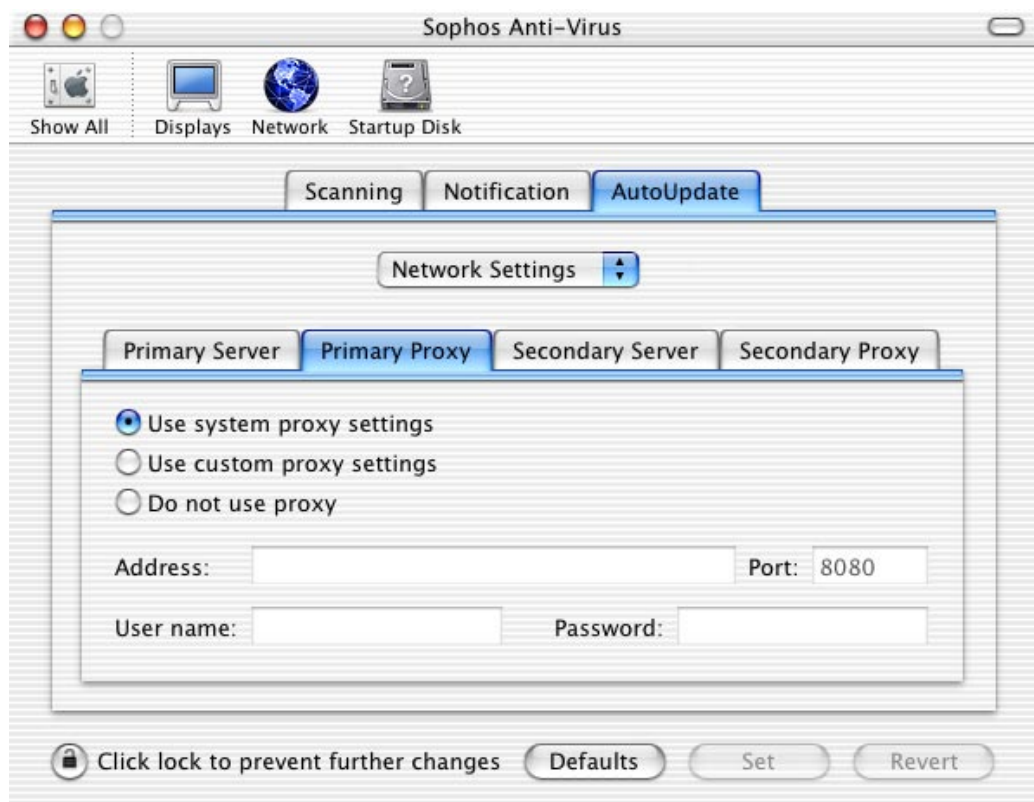 Sophos Anti-Virus
Show All Displays Network Startup Disk
Scanning Notification AutoUpdate
Network Settings
Primary Server Primary Proxy Secondary Server Secondary Proxy
Use system proxy settings
Use custom proxy settings
Do not use proxy
Address: Port: 8080
User name: Password:
Click lock to prevent further changes Defaults Set Revert